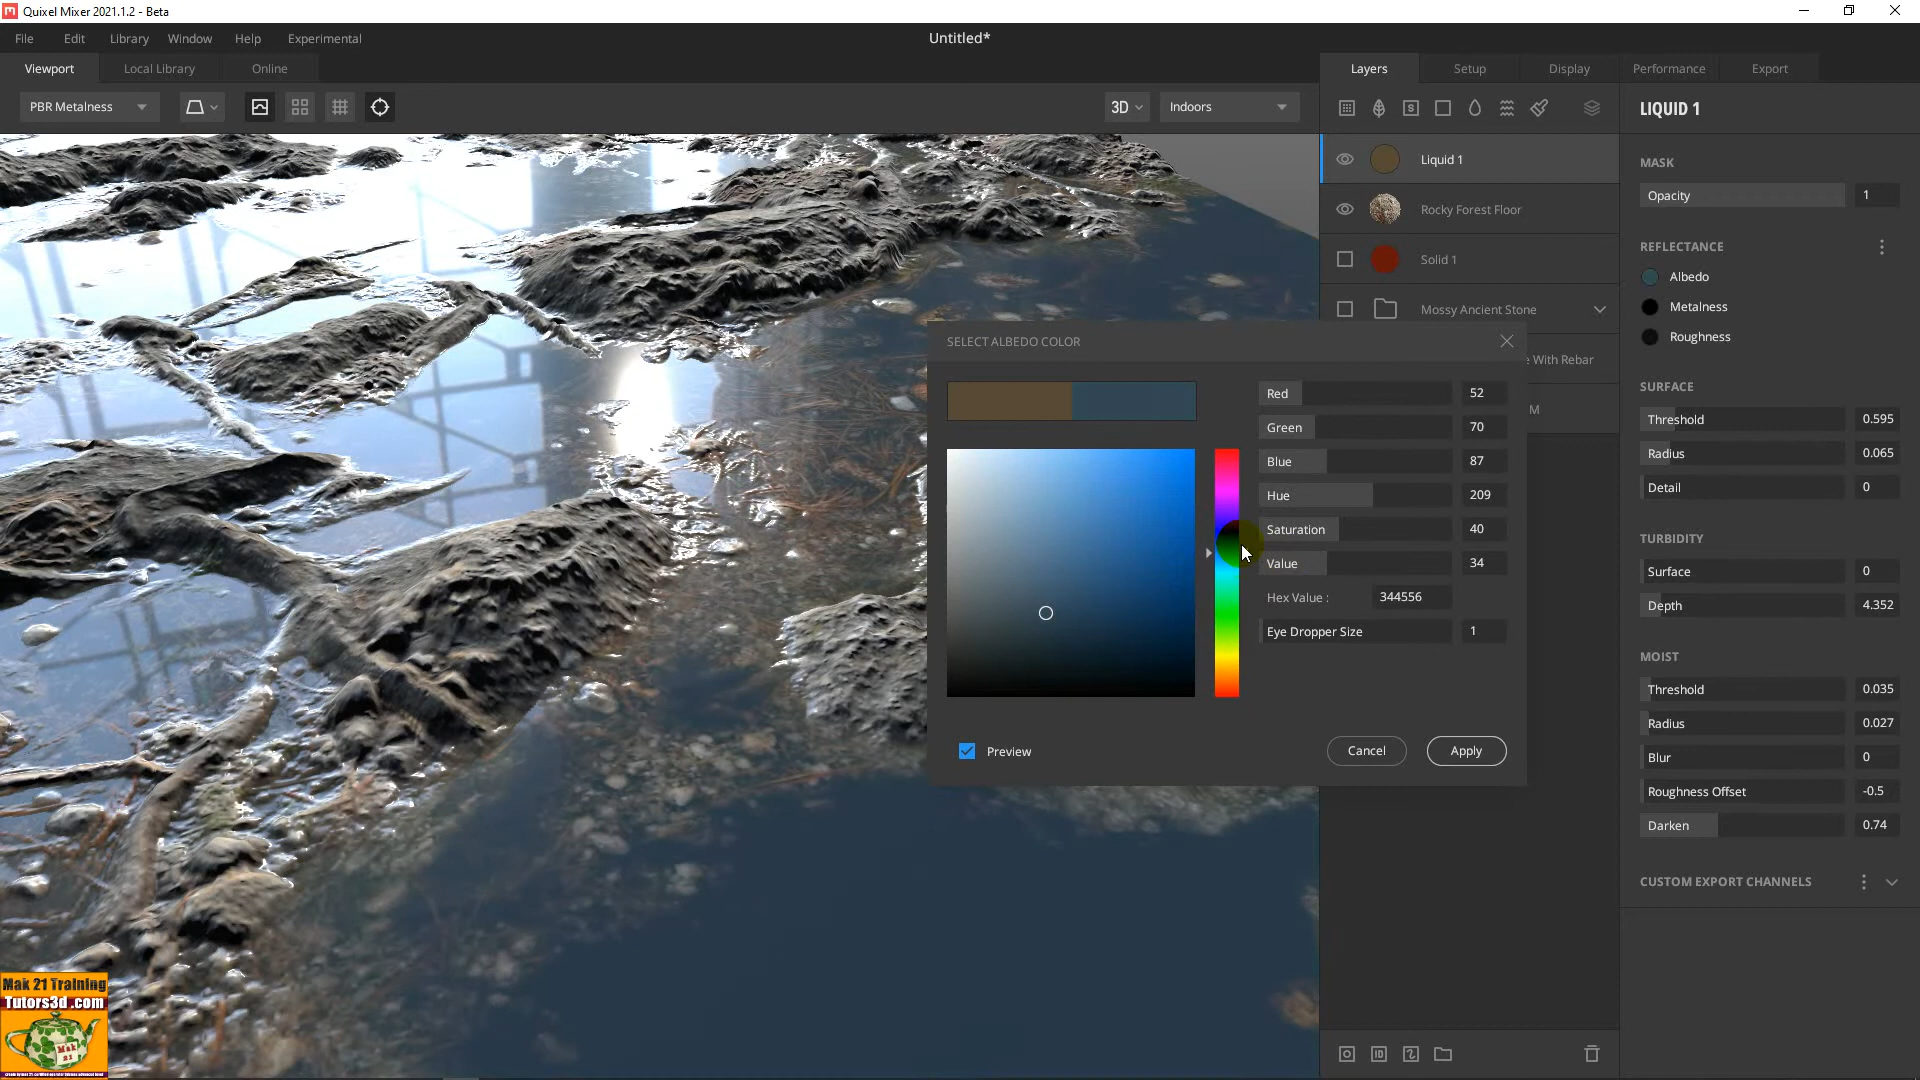 Quixel Mixer 2021.1.2 - Beta
File Edit Library Window Help Experimental
Untitled*
Viewport Local Library Online
Layers Setup Display Performance Export
PBR Metalness
3D Indoors
LIQUID 1
Liquid 1
Rocky Forest Floor
Solid 1
Mossy Ancient Stone
With Rebar
M
MASK
Opacity 1
REFLECTANCE
Albedo
Metalness
Roughness
SURFACE
Threshold 0.595
Radius 0.065
Detail 0
TURBIDITY
Surface 0
Depth 4.352
MOIST
Threshold 0.035
Radius 0.027
Blur 0
Roughness Offset -0.5
Darken 0.74
CUSTOM EXPORT CHANNELS
SELECT ALBEDO COLOR
Red 52
Green 70
Blue 87
Hue 209
Saturation 40
Value 34
Hex Value : 344556
Eye Dropper Size 1
Preview
Cancel Apply
Mak 21 Training
Tutors3d .com
Mak
21